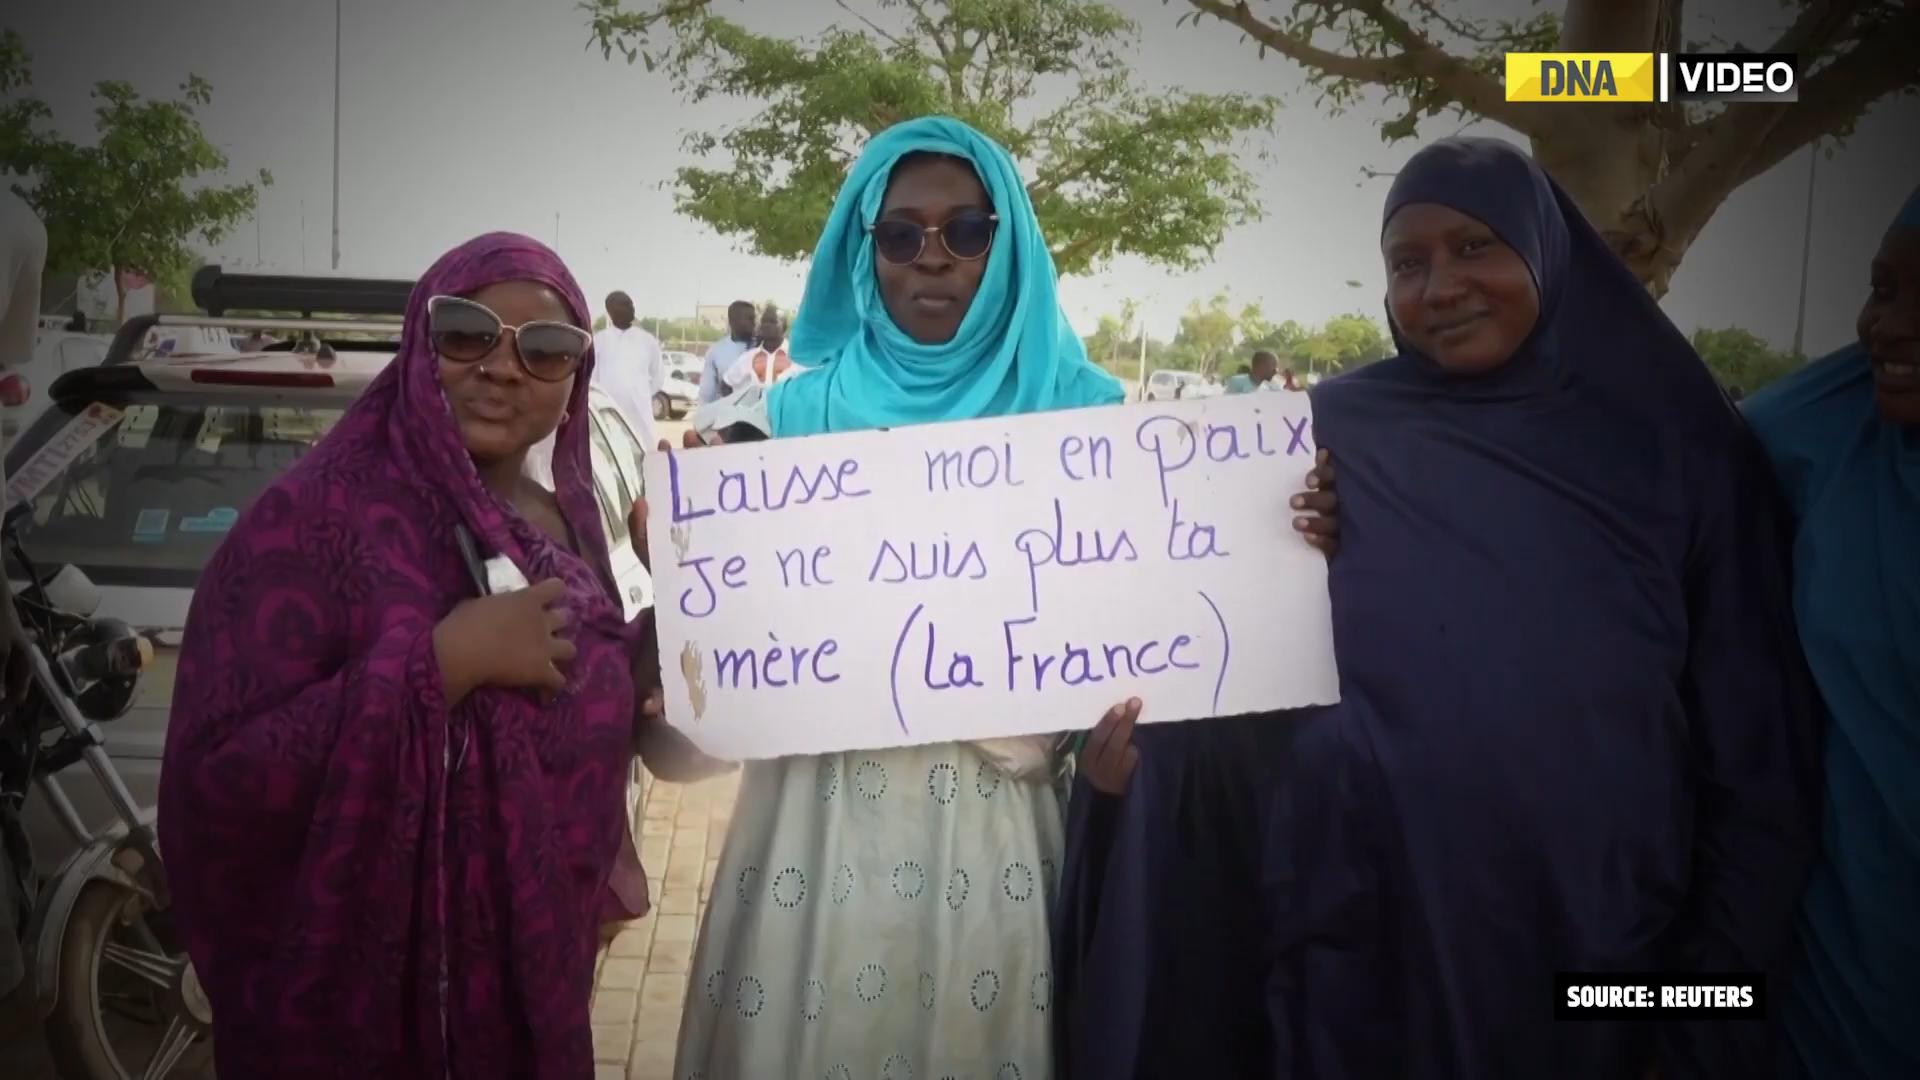 DNA VIDEO
Laisse moi en paix
Je ne suis plus ta
mère (La France)
SOURCE: REUTERS